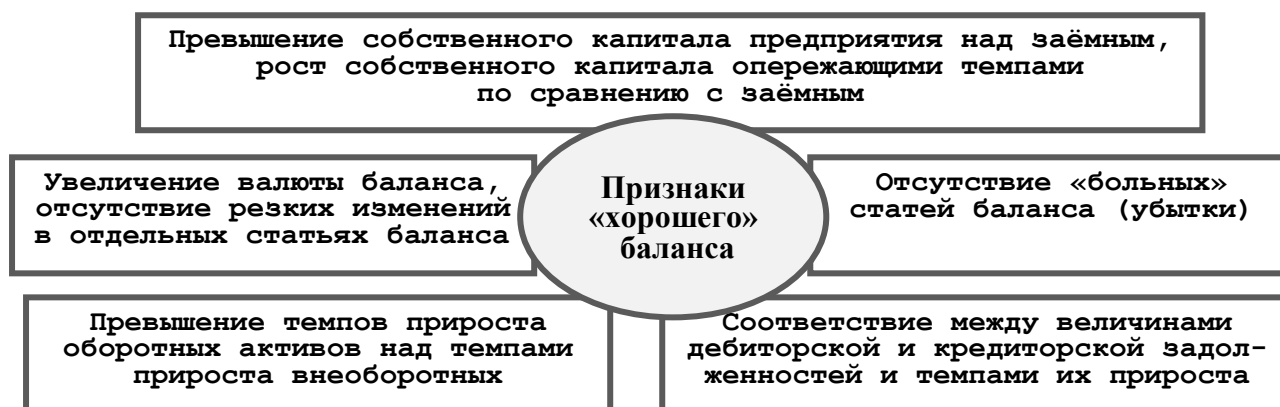 Превышение собственного капитала предприятия над заёмным,
рост собственного капитала опережающими темпами
по сравнению с заёмным
Увеличение валюты баланса,
отсутствие резких изменений
в отдельных статьях баланса
Признаки
«хорошего»
баланса
Отсутствие «больных»
статей баланса (убытки)
Превышение темпов прироста
оборотных активов над темпами
прироста внеоборотных
Соответствие между величинами
дебиторской и кредиторской задол-
женностей и темпами их прироста